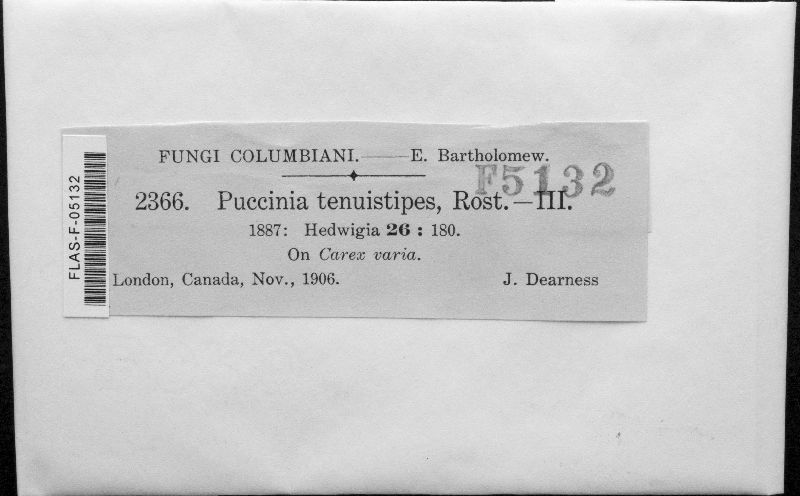 FUNGI COLUMBIANI.——E. Bartholomew.
F5132
2366. Puccinia tenuistipes, Rost.—III.
1887: Hedwigia 26 : 180.
On Carex varia.
London, Canada, Nov., 1906. J. Dearness
FLAS-F-05132